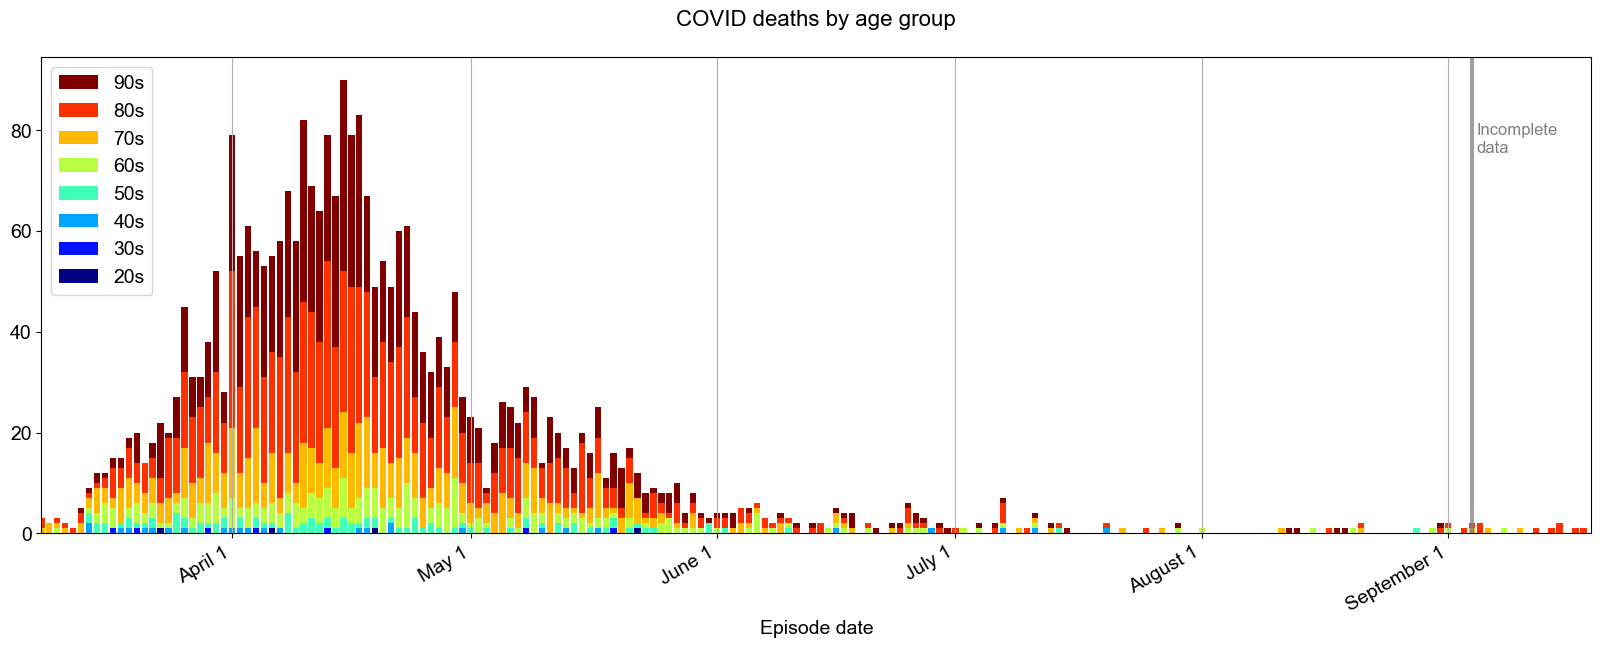 COVID deaths by age group
90s
80s
70s
60s
50s
40s
30s
20s
80
60
40
20
0
Incomplete
data
April 1
May 1
June 1
July 1
August 1
September 1
Episode date